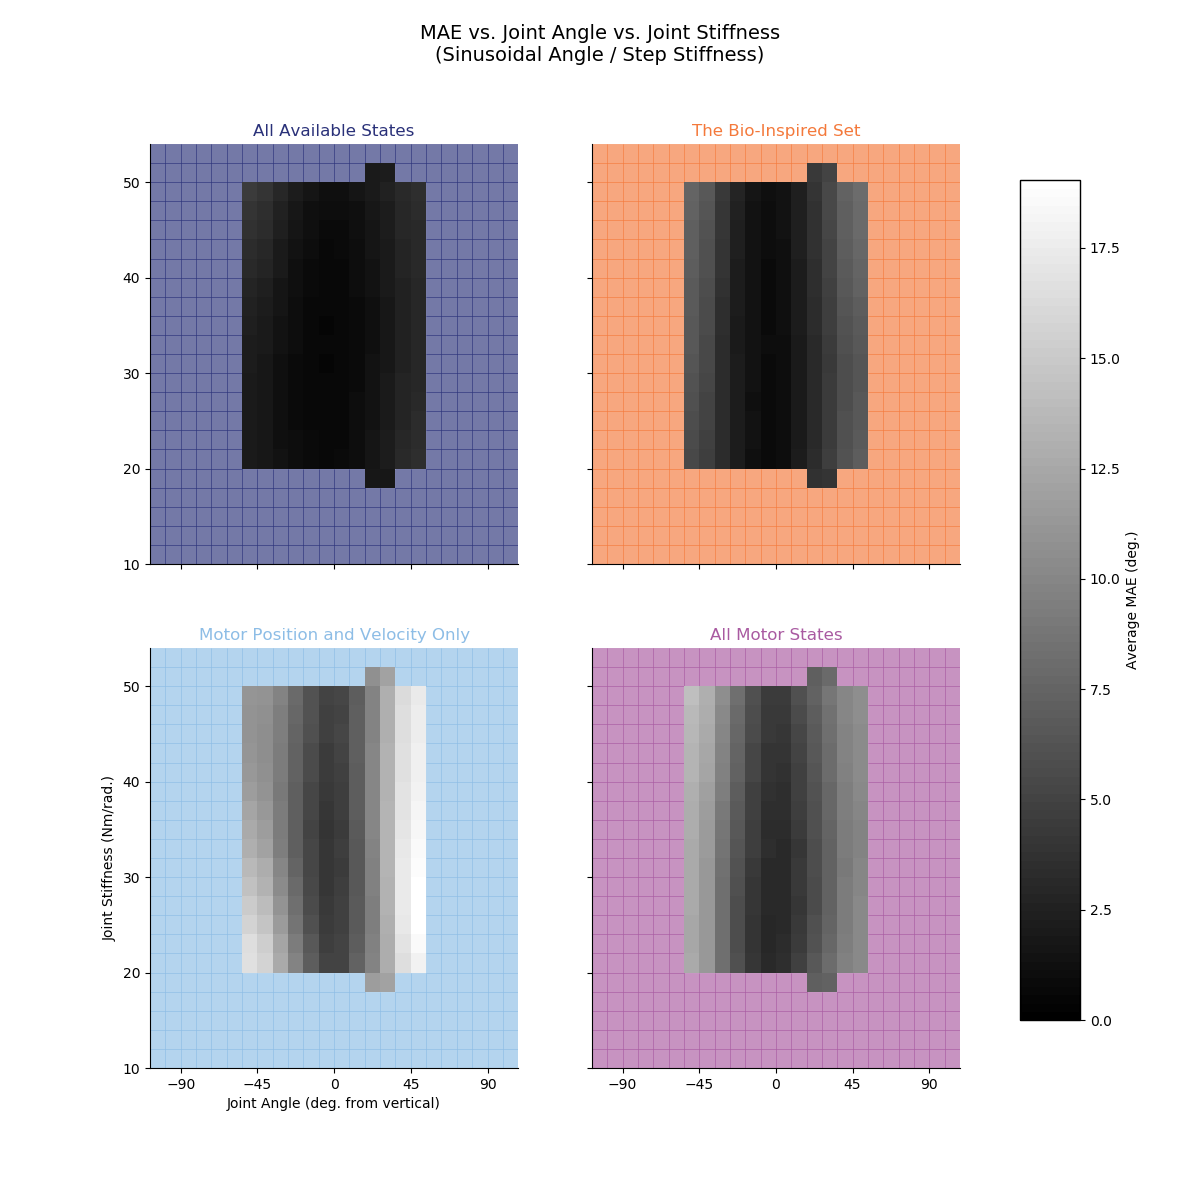 MAE vs. Joint Angle vs. Joint Stiffness
(Sinusoidal Angle / Step Stiffness)
All Available States
The Bio-Inspired Set
50
40
30
20
10
17.5
15.0
12.5
10.0
7.5
5.0
2.5
0.0
Average MAE (deg.)
Motor Position and Velocity Only
All Motor States
50
40
30
20
10
Joint Stiffness (Nm/rad.)
−90 −45 0 45 90
−90 −45 0 45 90
Joint Angle (deg. from vertical)